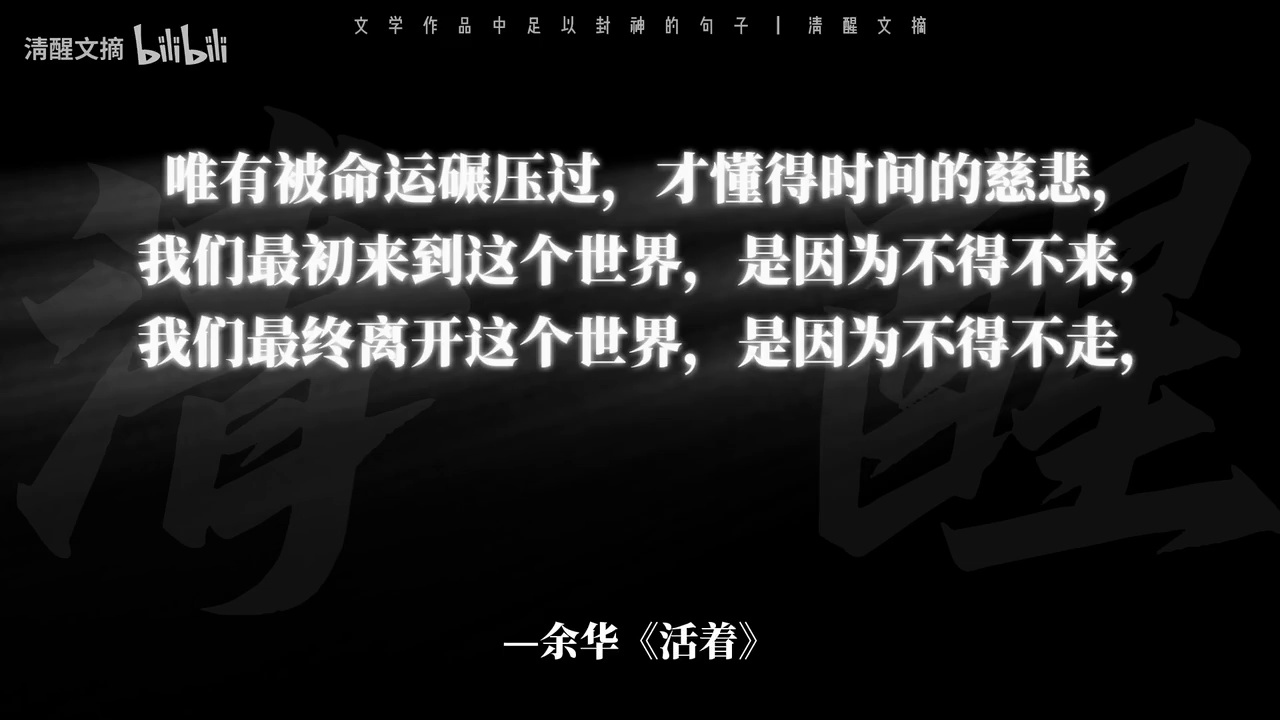 文学作品中足以封神的句子 | 清醒文摘
清醒文摘 bilibili
清醒
唯有被命运碾压过，才懂得时间的慈悲，
我们最初来到这个世界，是因为不得不来，
我们最终离开这个世界，是因为不得不走，
—余华《活着》